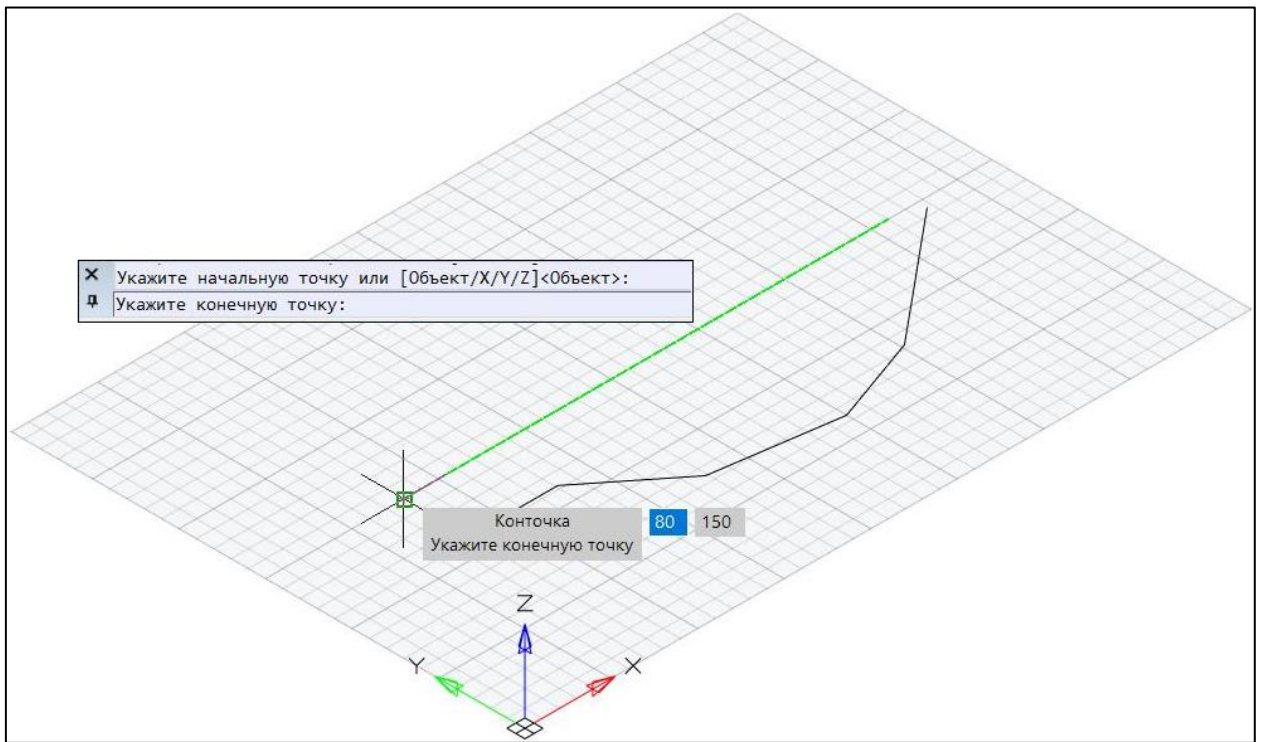 Укажите начальную точку или [Объект/X/Y/Z]<Объект>:
Укажите конечную точку:
Конточка 80 150
Укажите конечную точку
Z
Y X